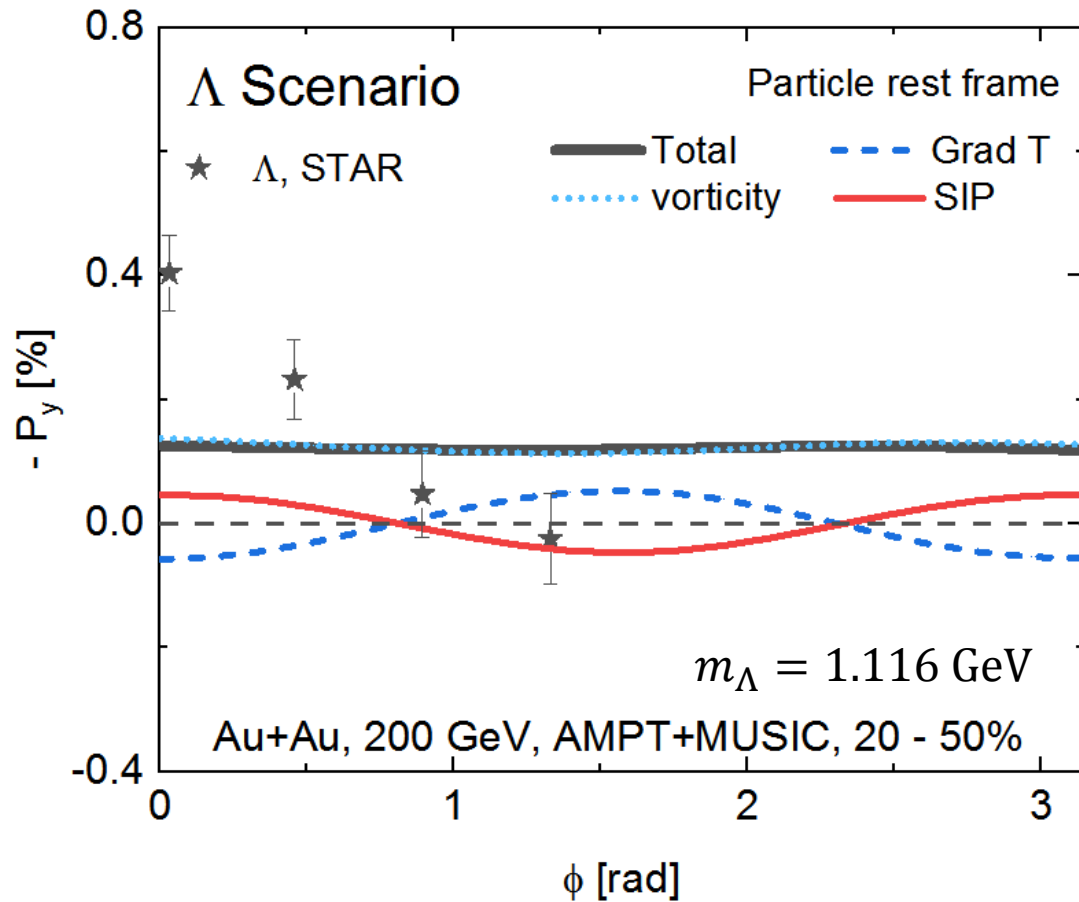 0.8
Λ Scenario
Particle rest frame
Total
Grad T
Λ, STAR
vorticity
SIP
0.4
- P_y [%]
0.0
m_Λ = 1.116 GeV
Au+Au, 200 GeV, AMPT+MUSIC, 20 - 50%
-0.4
0 1 2 3
ϕ [rad]